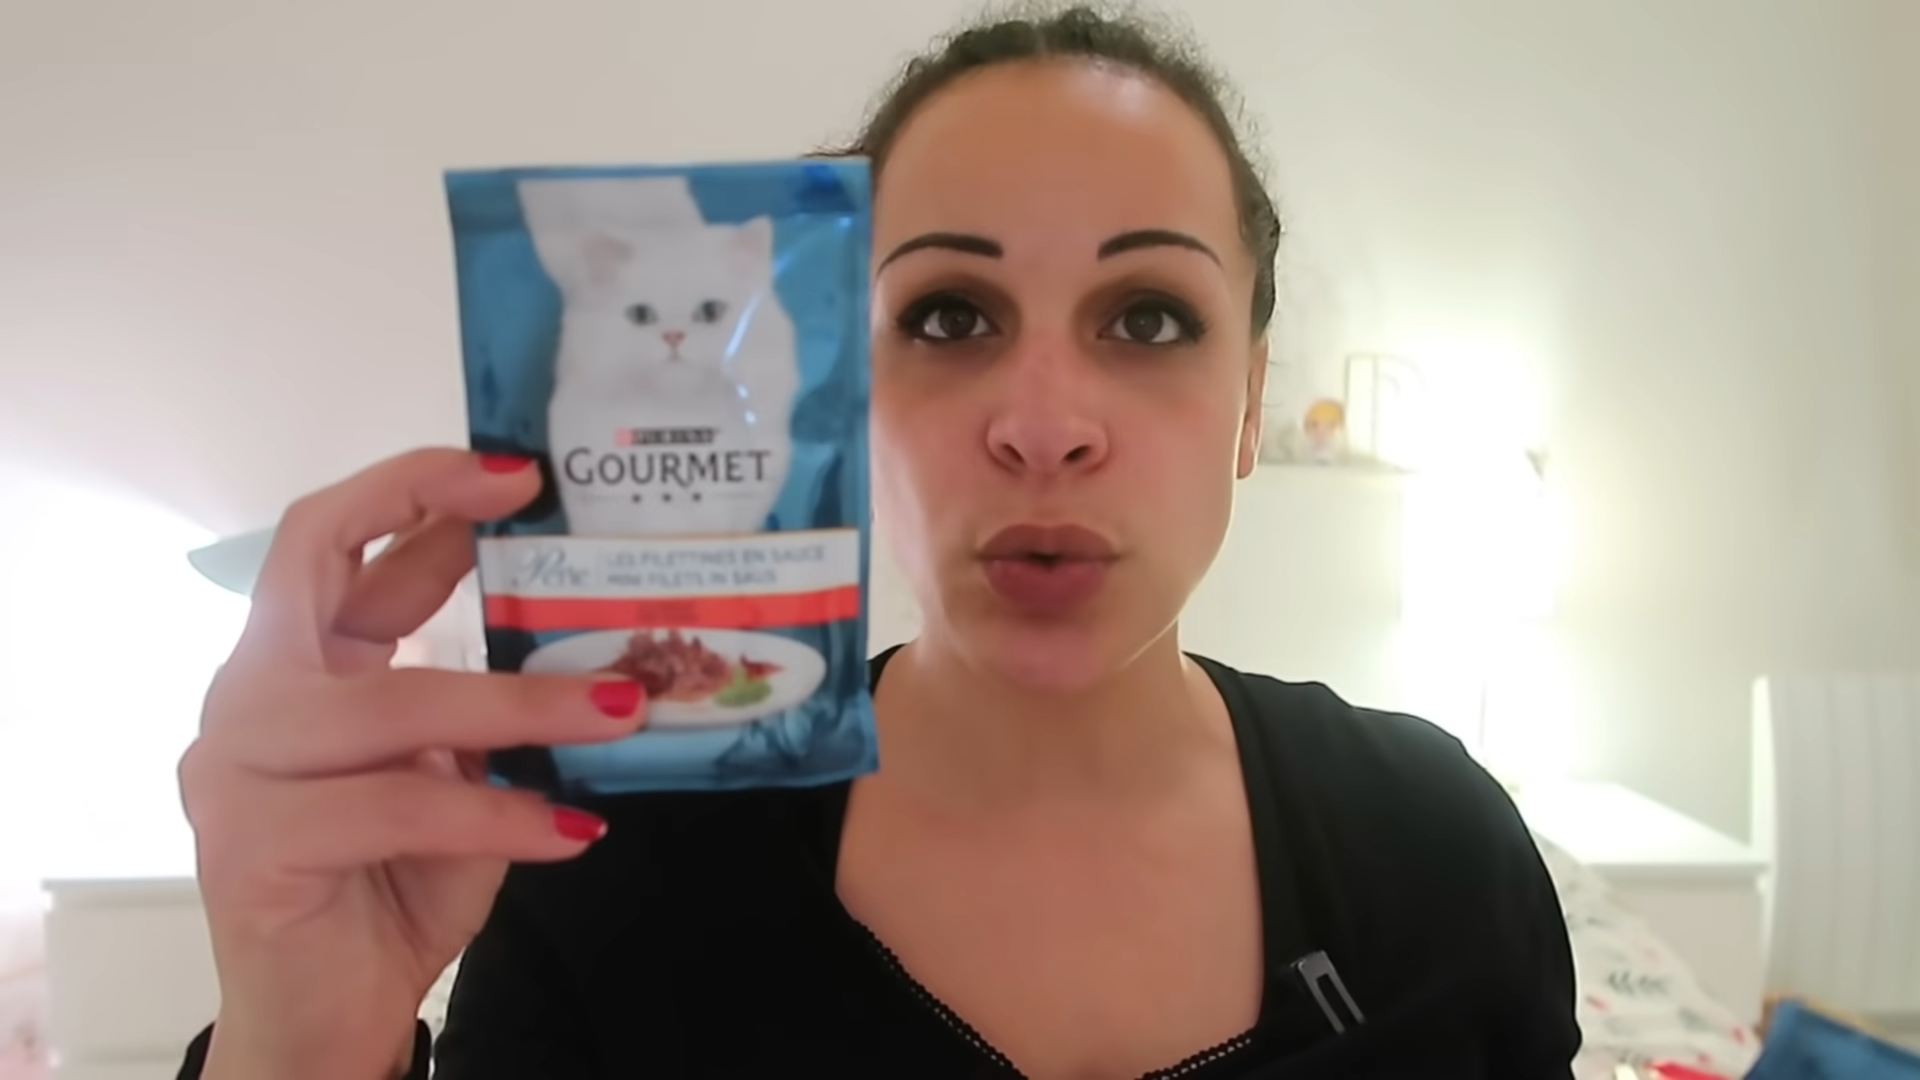 PURINA
GOURMET
Perle
LES FILETTINES EN SAUCE
MINI FILETS IN SAUS